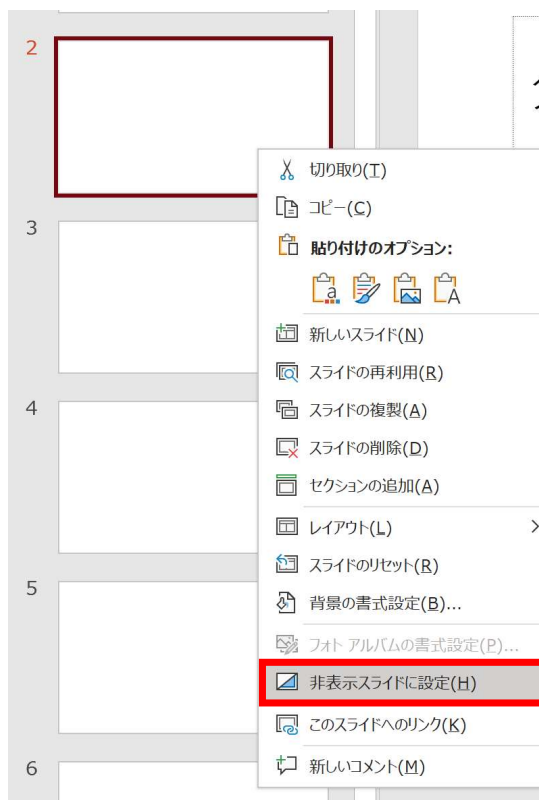 2
切り取り(T)
コピー(C)
3
貼り付けのオプション:
新しいスライド(N)
スライドの再利用(R)
4
スライドの複製(A)
スライドの削除(D)
セクションの追加(A)
レイアウト(L)
スライドのリセット(R)
5
背景の書式設定(B)...
フォト アルバムの書式設定(P)...
非表示スライドに設定(H)
このスライドへのリンク(K)
6
新しいコメント(M)